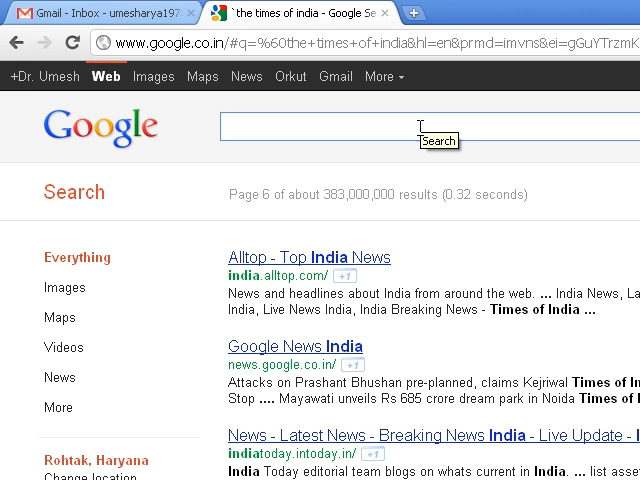 Gmail - Inbox - umesharya197
`the times of india - Google Se
www.google.co.in/#q=%60the+times+of+india&hl=en&prmd=imvns&ei=gGuYTrzmK
+Dr. Umesh Web Images Maps News Orkut Gmail More
Google
Search
Search
Page 6 of about 383,000,000 results (0.32 seconds)
Everything
Images
Maps
Videos
News
More
Rohtak, Haryana
Change location
Alltop - Top India News
india.alltop.com/ +1
News and headlines about India from around the web. ... India News, La
India, Live News India, India Breaking News - Times of India ...
Google News India
news.google.co.in/ +1
Attacks on Prashant Bhushan pre-planned, claims Kejriwal Times of In
Stop .... Mayawati unveils Rs 685 crore dream park in Noida Times of I
News - Latest News - Breaking News India - Live Update - I
indiatoday.intoday.in/ +1
India Today editorial team blogs on whats current in India. ... list asse